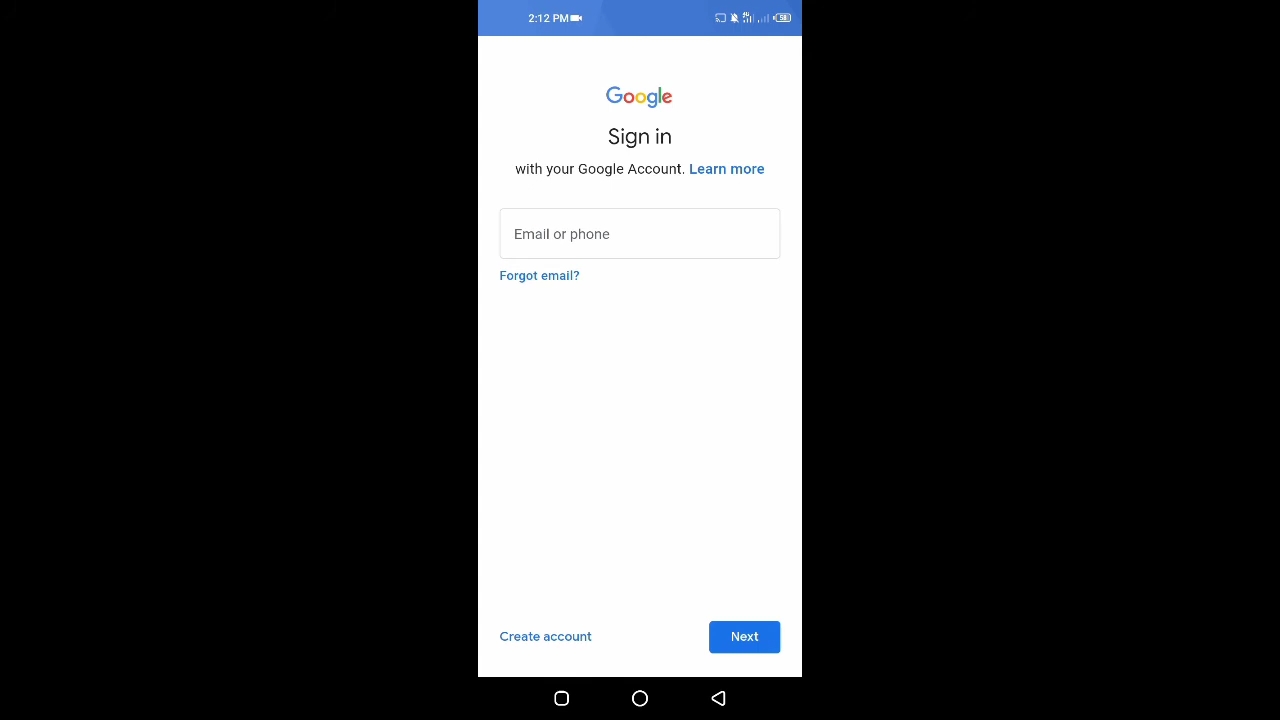 2:12 PM
58
Google
Sign in
with your Google Account. Learn more
Email or phone
Forgot email?
Create account
Next